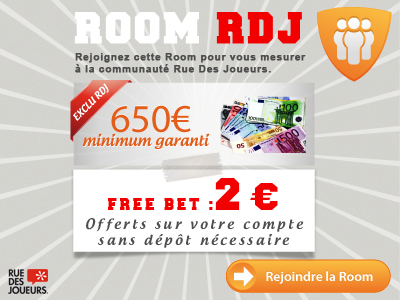 ROOM RDJ
Rejoignez cette Room pour vous mesurer
à la communauté Rue Des Joueurs.
EXCLU RDJ
650€
minimum garanti
FREE BET : 2 €
Offerts sur votre compte
sans dépôt nécessaire
RUE
DES
JOUEURS.
Rejoindre la Room